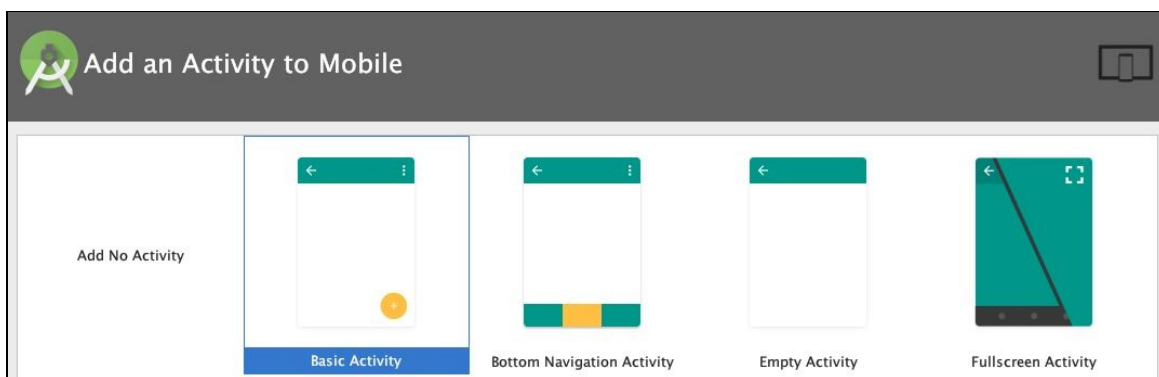 Add an Activity to Mobile
Add No Activity
Basic Activity
Bottom Navigation Activity
Empty Activity
Fullscreen Activity